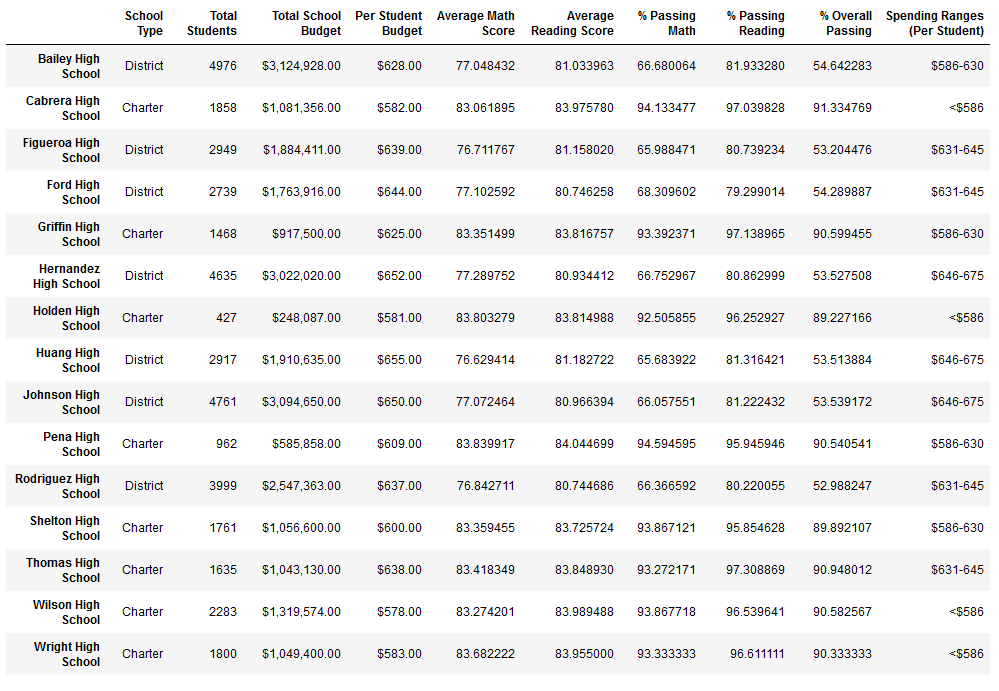 School Type Total Students Total School Budget Per Student Budget Average Math Score Average Reading Score % Passing Math % Passing Reading % Overall Passing Spending Ranges (Per Student)
Bailey High School District 4976 $3,124,928.00 $628.00 77.048432 81.033963 66.680064 81.933280 54.642283 $586-630
Cabrera High School Charter 1858 $1,081,356.00 $582.00 83.061895 83.975780 94.133477 97.039828 91.334769 <$586
Figueroa High School District 2949 $1,884,411.00 $639.00 76.711767 81.158020 65.988471 80.739234 53.204476 $631-645
Ford High School District 2739 $1,763,916.00 $644.00 77.102592 80.746258 68.309602 79.299014 54.289887 $631-645
Griffin High School Charter 1468 $917,500.00 $625.00 83.351499 83.816757 93.392371 97.138965 90.599455 $586-630
Hernandez High School District 4635 $3,022,020.00 $652.00 77.289752 80.934412 66.752967 80.862999 53.527508 $646-675
Holden High School Charter 427 $248,087.00 $581.00 83.803279 83.814988 92.505855 96.252927 89.227166 <$586
Huang High School District 2917 $1,910,635.00 $655.00 76.629414 81.182722 65.683922 81.316421 53.513884 $646-675
Johnson High School District 4761 $3,094,650.00 $650.00 77.072464 80.966394 66.057551 81.222432 53.539172 $646-675
Pena High School Charter 962 $585,858.00 $609.00 83.839917 84.044699 94.594595 95.945946 90.540541 $586-630
Rodriguez High School District 3999 $2,547,363.00 $637.00 76.842711 80.744686 66.366592 80.220055 52.988247 $631-645
Shelton High School Charter 1761 $1,056,600.00 $600.00 83.359455 83.725724 93.867121 95.854628 89.892107 $586-630
Thomas High School Charter 1635 $1,043,130.00 $638.00 83.418349 83.848930 93.272171 97.308869 90.948012 $631-645
Wilson High School Charter 2283 $1,319,574.00 $578.00 83.274201 83.989488 93.867718 96.539641 90.582567 <$586
Wright High School Charter 1800 $1,049,400.00 $583.00 83.682222 83.955000 93.333333 96.611111 90.333333 <$586